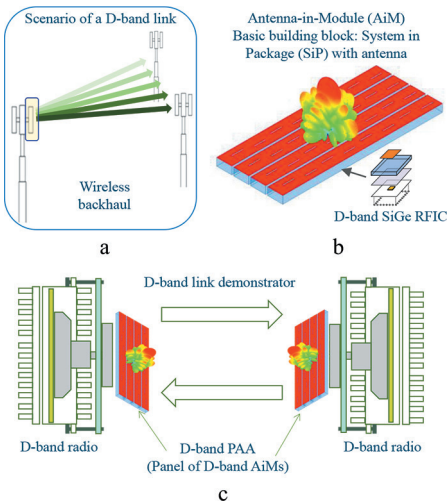 Scenario of a D-band link
Wireless
backhaul
a
Antenna-in-Module (AiM)
Basic building block: System in
Package (SiP) with antenna
D-band SiGe RFIC
b
D-band link demonstrator
D-band radio
D-band radio
D-band PAA
(Panel of D-band AiMs)
c